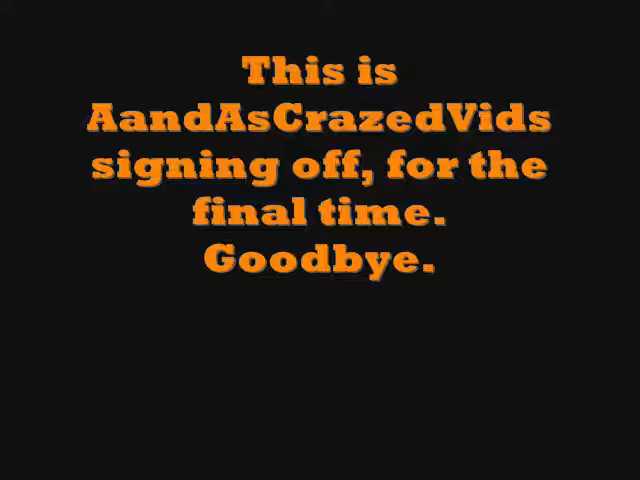 This is
AandAsCrazedVids
signing off, for the
final time.
Goodbye.